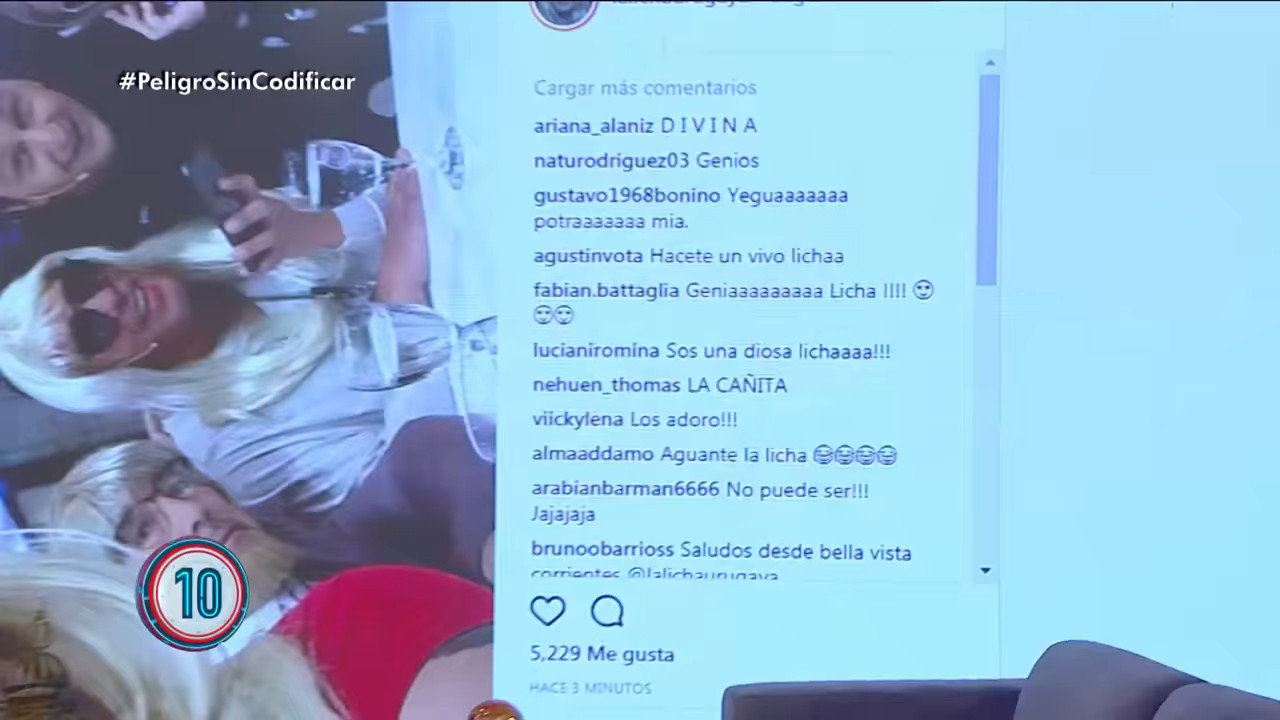 #PeligroSinCodificar
Cargar más comentarios
ariana_alaniz D I V I N A
naturodriguez03 Genios
gustavo1968bonino Yeguaaaaaaa
potraaaaaaa mia.
agustinvota Hacete un vivo lichaa
fabian.battaglia Geniaaaaaaaaa Licha !!!!
lucianiromina Sos una diosa lichaaaa!!!
nehuen_thomas LA CAÑITA
viickylena Los adoro!!!
almaaddamo Aguante la licha
arabianbarman6666 No puede ser!!!
Jajajaja
brunoobarrioss Saludos desde bella vista
corrientes @lalichauruguaya
5,229 Me gusta
HACE 3 MINUTOS
10